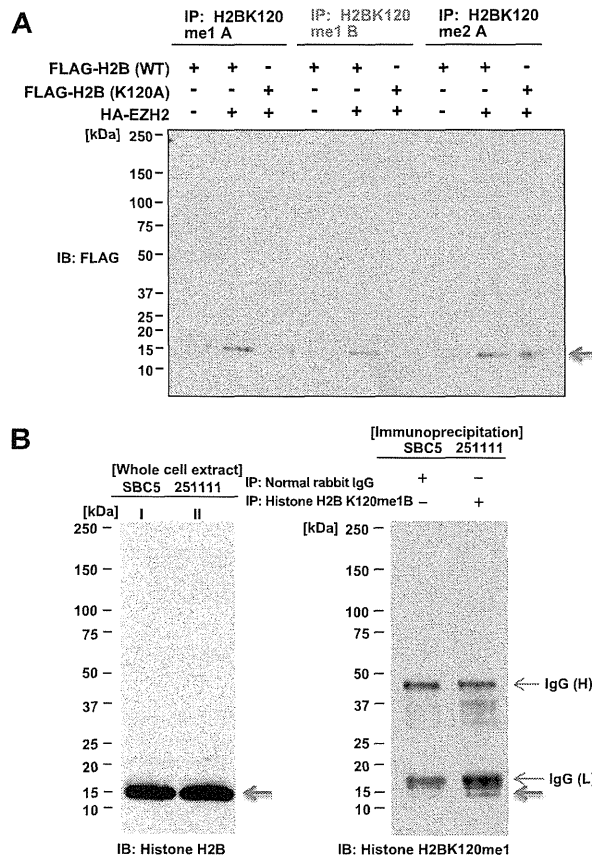 A
IP: H2BK120 me1 A
IP: H2BK120 me1 B
IP: H2BK120 me2 A
FLAG-H2B (WT) + + - + + - + + -
FLAG-H2B (K120A) - - + - - + - - +
HA-EZH2 - + + - + + - + +
[kDa]
250
150
100
75
50
37
25
20
15
10
IB: FLAG
B
[Whole cell extract]
SBC5 251111
I II
[kDa]
250
150
100
75
50
37
25
20
15
10
IB: Histone H2B
[Immunoprecipitation]
SBC5 251111
IP: Normal rabbit IgG + –
IP: Histone H2B K120me1B – +
[kDa]
250
150
100
75
50
37
25
20
15
10
IgG (H)
IgG (L)
IB: Histone H2BK120me1